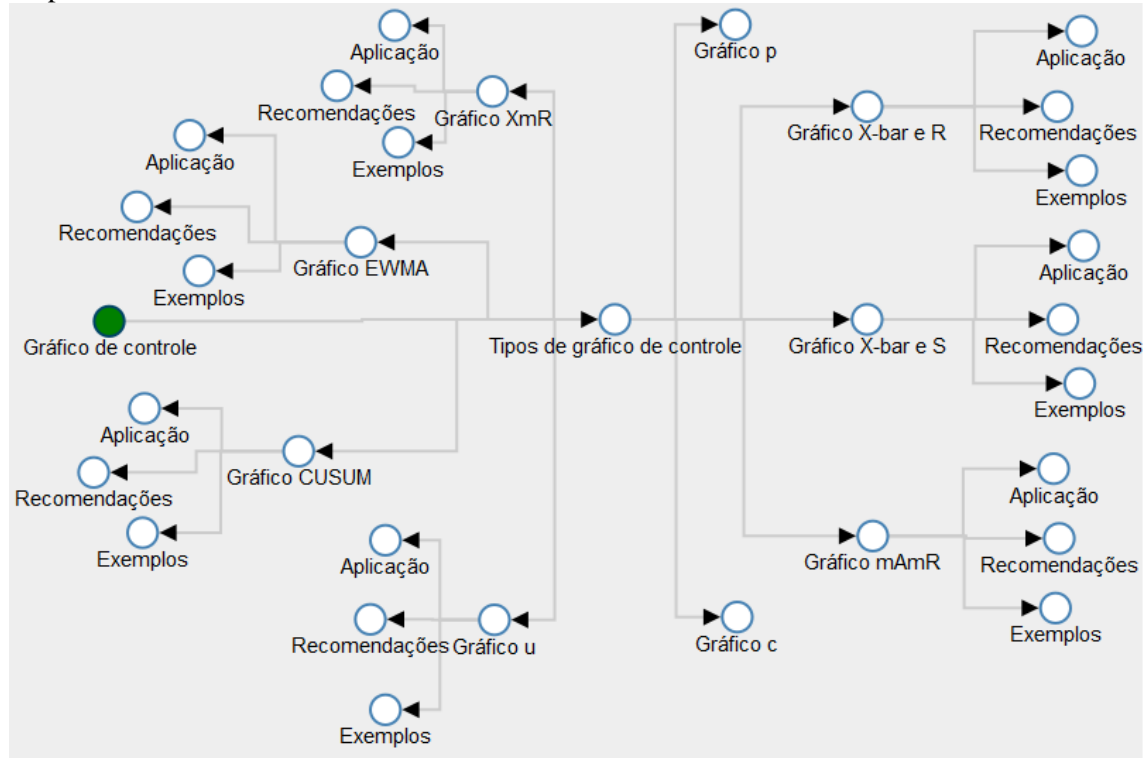 Aplicação
Recomendações
Gráfico XmR
Exemplos
Aplicação
Recomendações
Gráfico EWMA
Exemplos
Gráfico de controle
Tipos de gráfico de controle
Aplicação
Gráfico CUSUM
Recomendações
Exemplos
Aplicação
Recomendações
Gráfico u
Exemplos
Gráfico p
Aplicação
Gráfico X-bar e R
Recomendações
Exemplos
Aplicação
Gráfico X-bar e S
Recomendações
Exemplos
Aplicação
Gráfico mAmR
Recomendações
Exemplos
Gráfico c